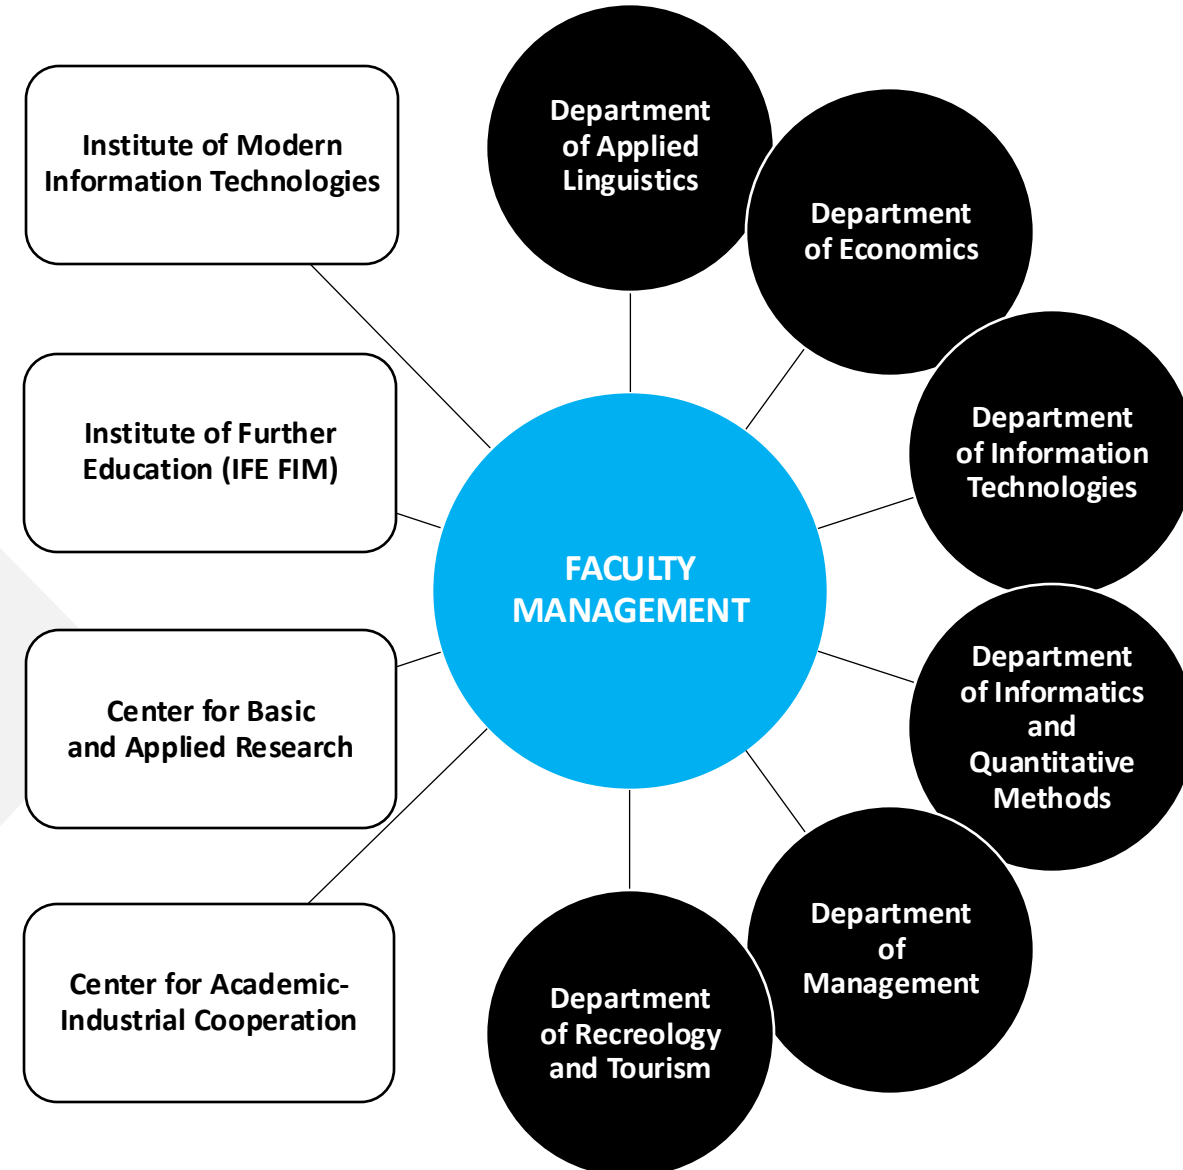 Institute of Modern
Information Technologies
Institute of Further
Education (IFE FIM)
Center for Basic
and Applied Research
Center for Academic-
Industrial Cooperation
FACULTY
MANAGEMENT
Department
of Applied
Linguistics
Department
of Economics
Department
of Information
Technologies
Department
of Informatics
and
Quantitative
Methods
Department
of
Management
Department
of Recreology
and Tourism